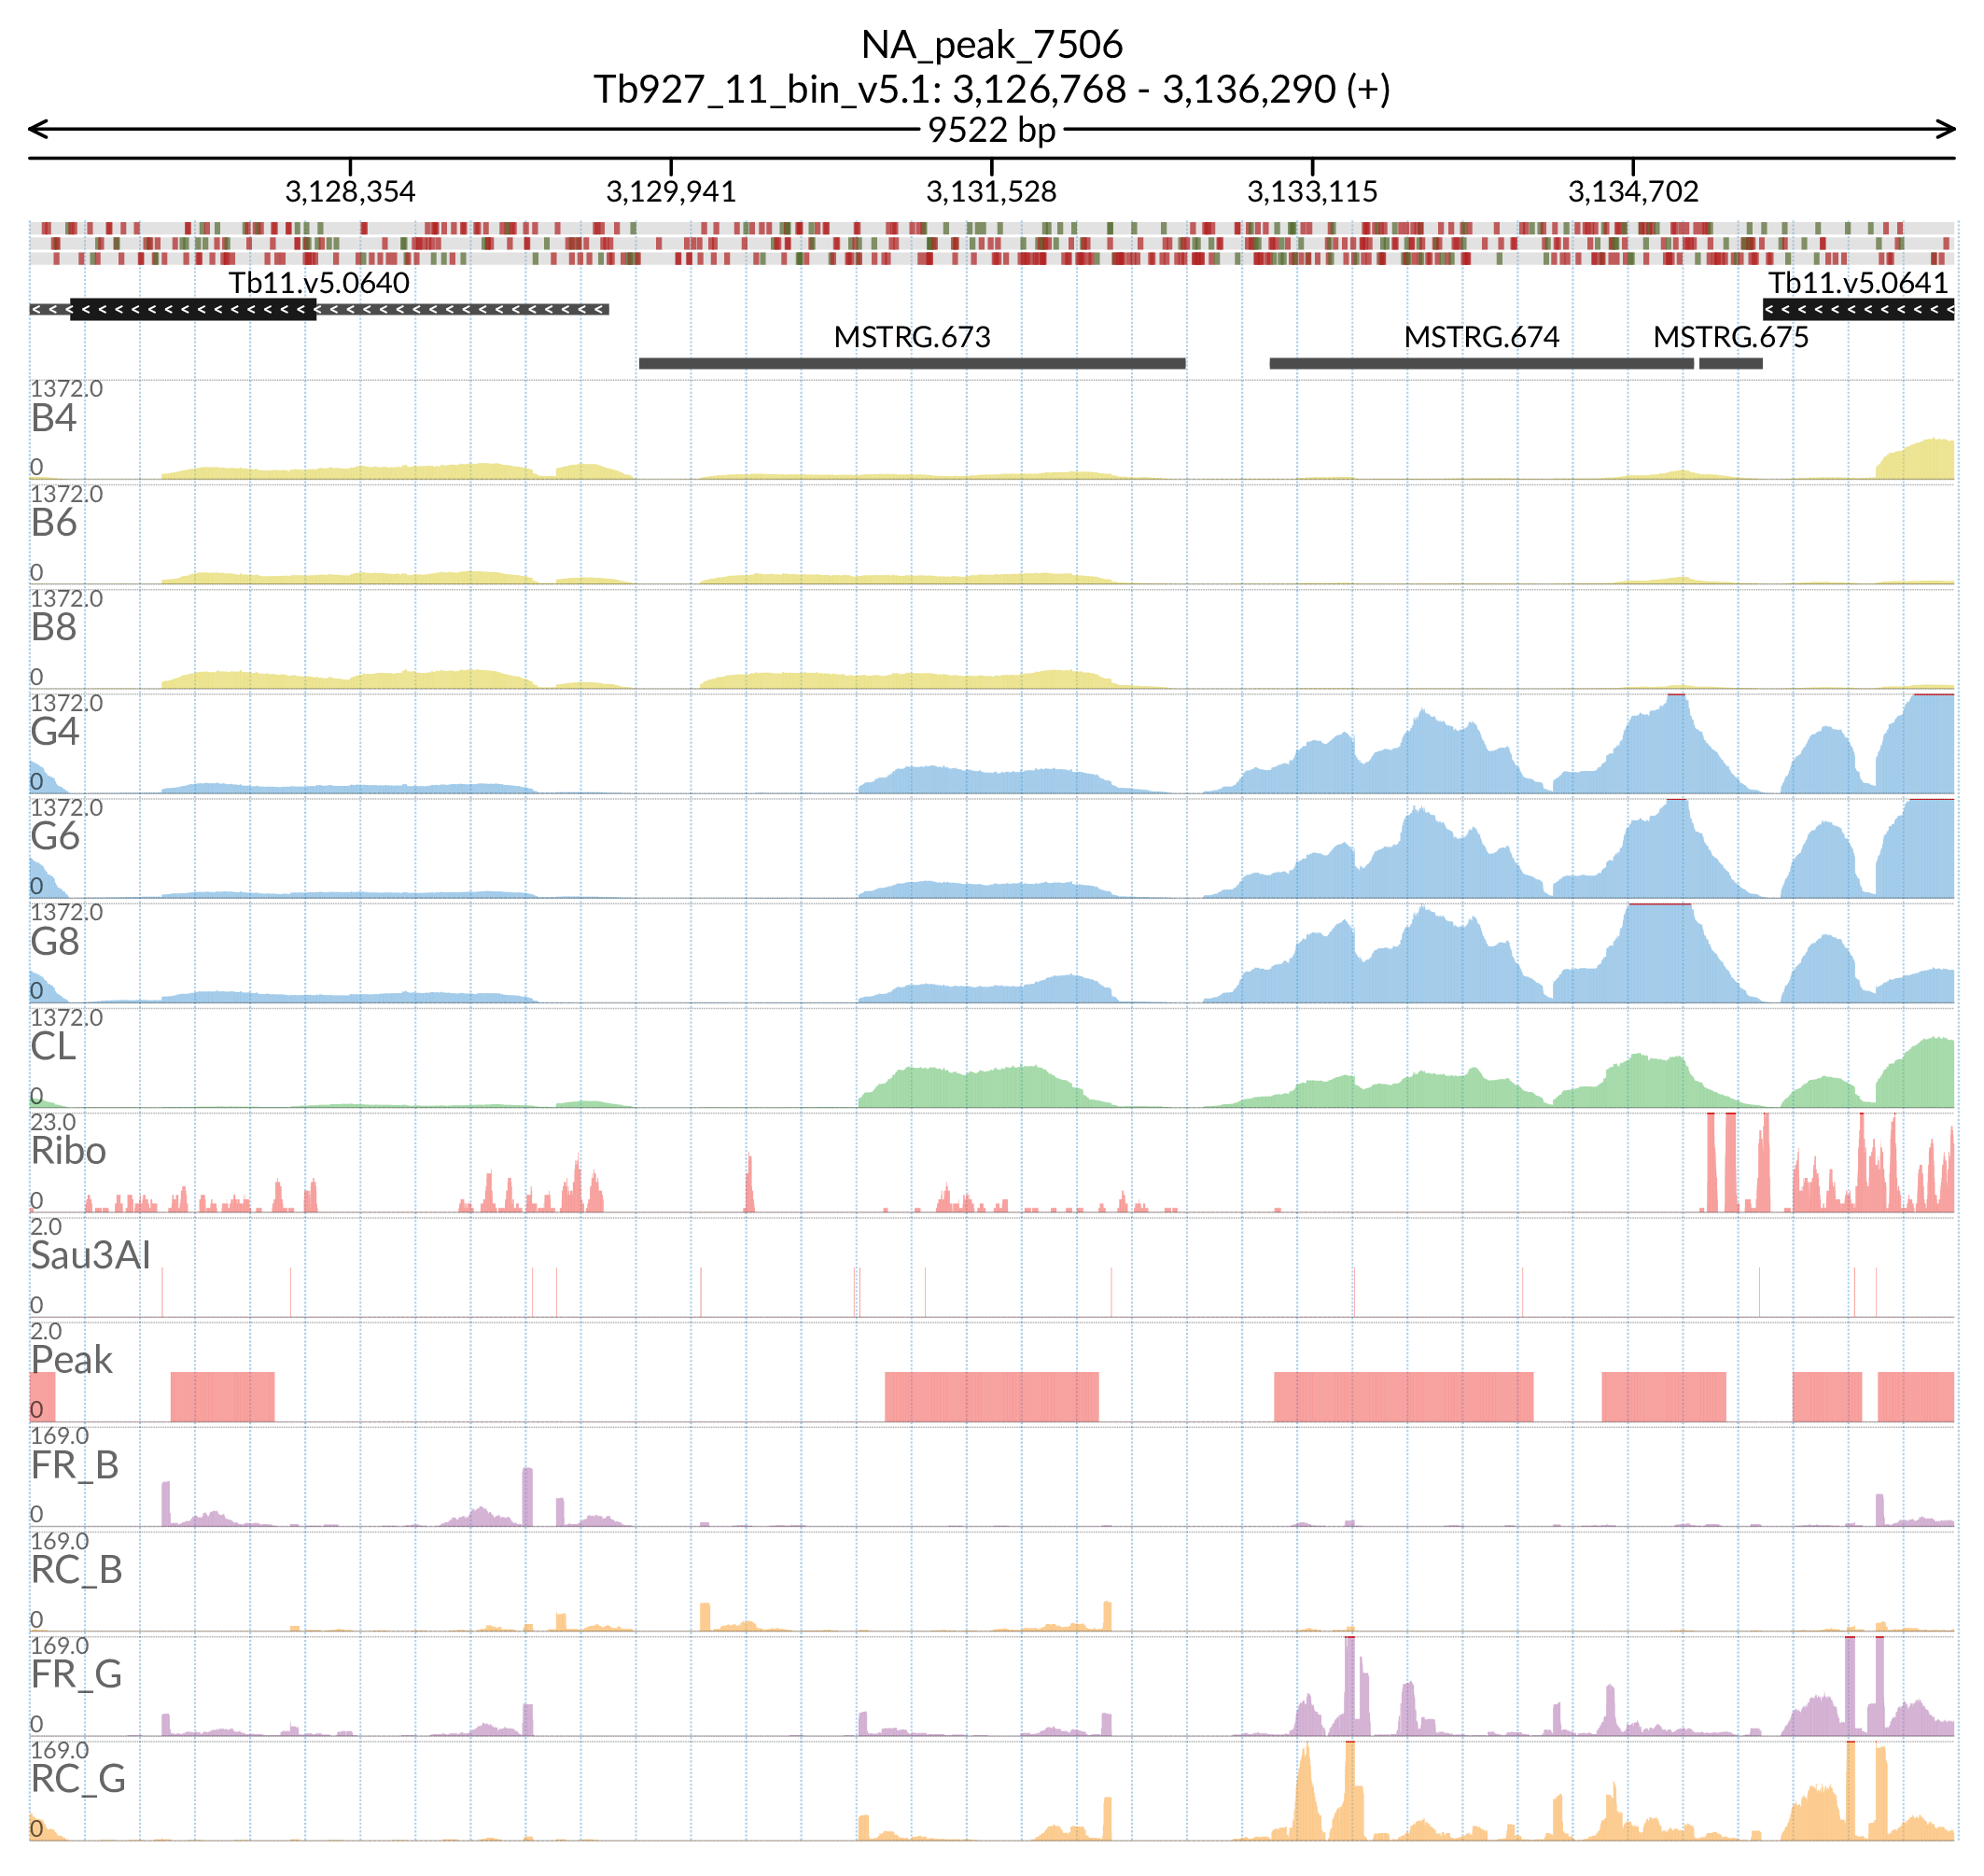 NA_peak_7506
Tb927_11_bin_v5.1: 3,126,768 - 3,136,290 (+)
9522 bp
3,128,354 3,129,941 3,131,528 3,133,115 3,134,702
Tb11.v5.0640 Tb11.v5.0641
MSTRG.673 MSTRG.674 MSTRG.675
1372.0
B4
0
1372.0
B6
0
1372.0
B8
0
1372.0
G4
0
1372.0
G6
0
1372.0
G8
0
1372.0
CL
0
23.0
Ribo
0
2.0
Sau3AI
0
2.0
Peak
0
169.0
FR_B
0
169.0
RC_B
0
169.0
FR_G
0
169.0
RC_G
0